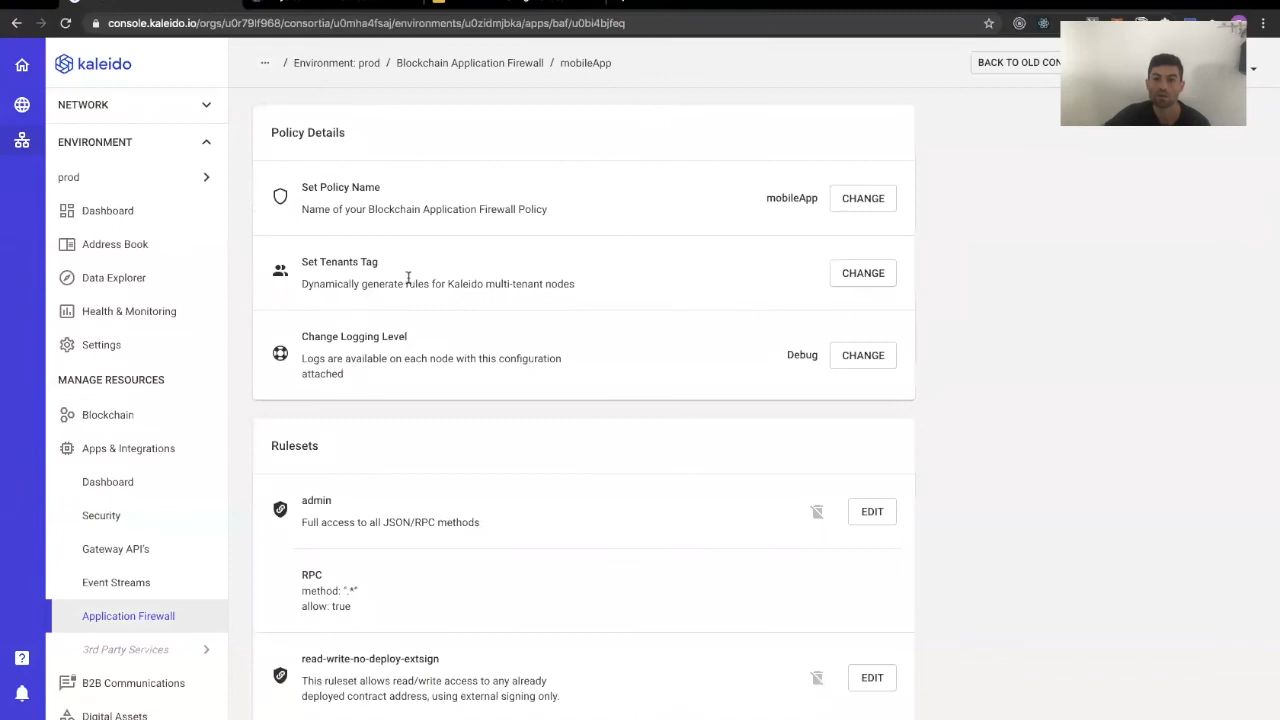 console.kaleido.io/orgs/u0r79lf968/consortia/u0mha4fsaj/environments/u0zidmjbka/apps/baf/u0bi4bjfeq
kaleido
... / Environment: prod / Blockchain Application Firewall / mobileApp
BACK TO OLD CON
NETWORK
ENVIRONMENT
prod
Dashboard
Address Book
Data Explorer
Health & Monitoring
Settings
MANAGE RESOURCES
Blockchain
Apps & Integrations
Dashboard
Security
Gateway API's
Event Streams
Application Firewall
3rd Party Services
B2B Communications
Digital Assets
Policy Details
Set Policy Name
Name of your Blockchain Application Firewall Policy
mobileApp
CHANGE
Set Tenants Tag
Dynamically generate rules for Kaleido multi-tenant nodes
CHANGE
Change Logging Level
Logs are available on each node with this configuration
attached
Debug
CHANGE
Rulesets
admin
Full access to all JSON/RPC methods
EDIT
RPC
method: ".*"
allow: true
read-write-no-deploy-extsign
This ruleset allows read/write access to any already
deployed contract address, using external signing only.
EDIT